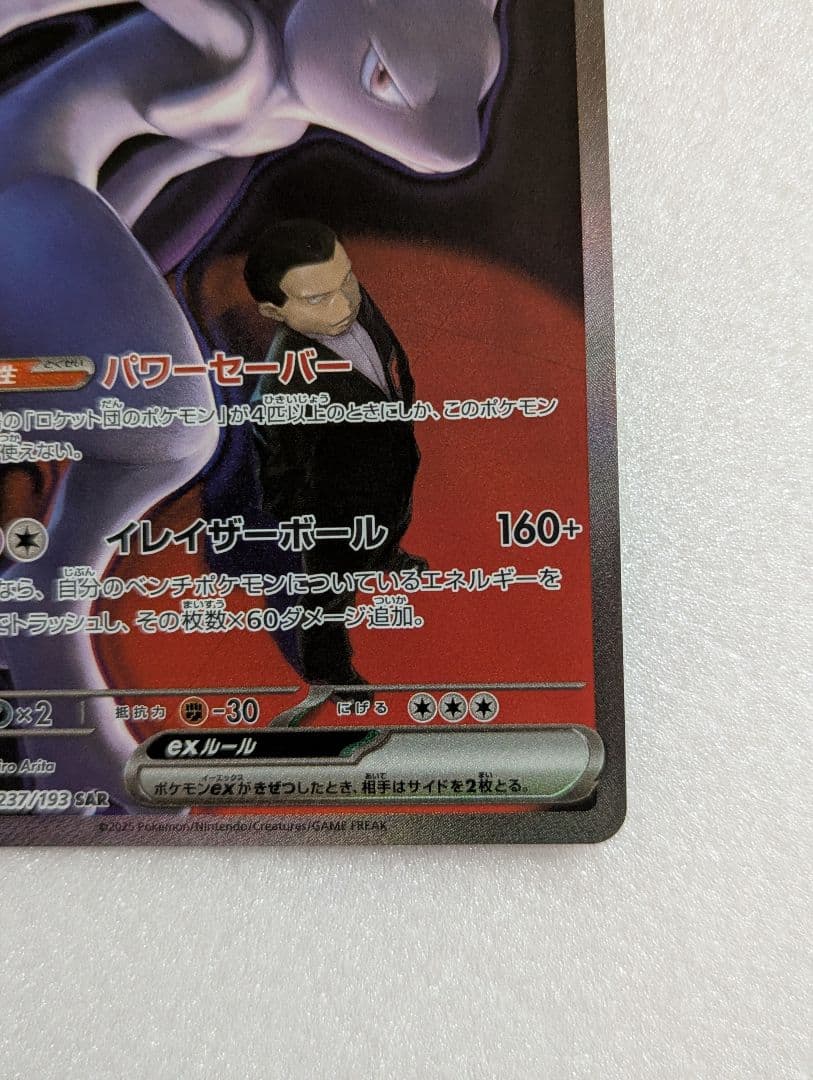 性 パワーセーバー
の「ロケット団のポケモン」が4匹以上のときにしか、このポケモン
使えない。
イレイザーボール 160+
なら、自分のベンチポケモンについているエネルギーを
でトラッシュし、その枚数×60ダメージ追加。
×2 抵抗力 -30 にげる
exルール
ポケモンexがきぜつしたとき、相手はサイドを2枚とる。
iro Arita
237/193 SAR
©2025 Pokémon/Nintendo/Creatures/GAME FREAK